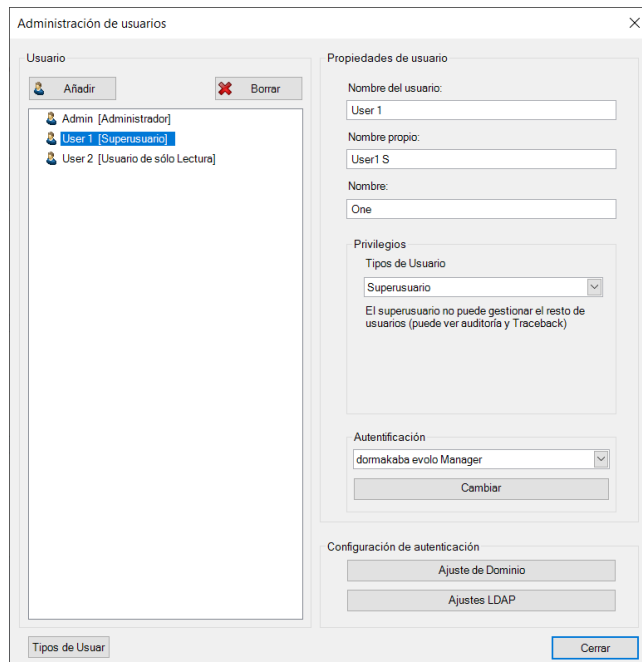 Administración de usuarios
Usuario
Añadir
Borrar
Admin [Administrador]
User 1 [Superusuario]
User 2 [Usuario de sólo Lectura]
Tipos de Usuar
Propiedades de usuario
Nombre del usuario:
User 1
Nombre propio:
User1 S
Nombre:
One
Privilegios
Tipos de Usuario
Superusuario
El superusuario no puede gestionar el resto de
usuarios (puede ver auditoría y Traceback)
Autentificación
dormakaba evolo Manager
Cambiar
Configuración de autenticación
Ajuste de Dominio
Ajustes LDAP
Cerrar